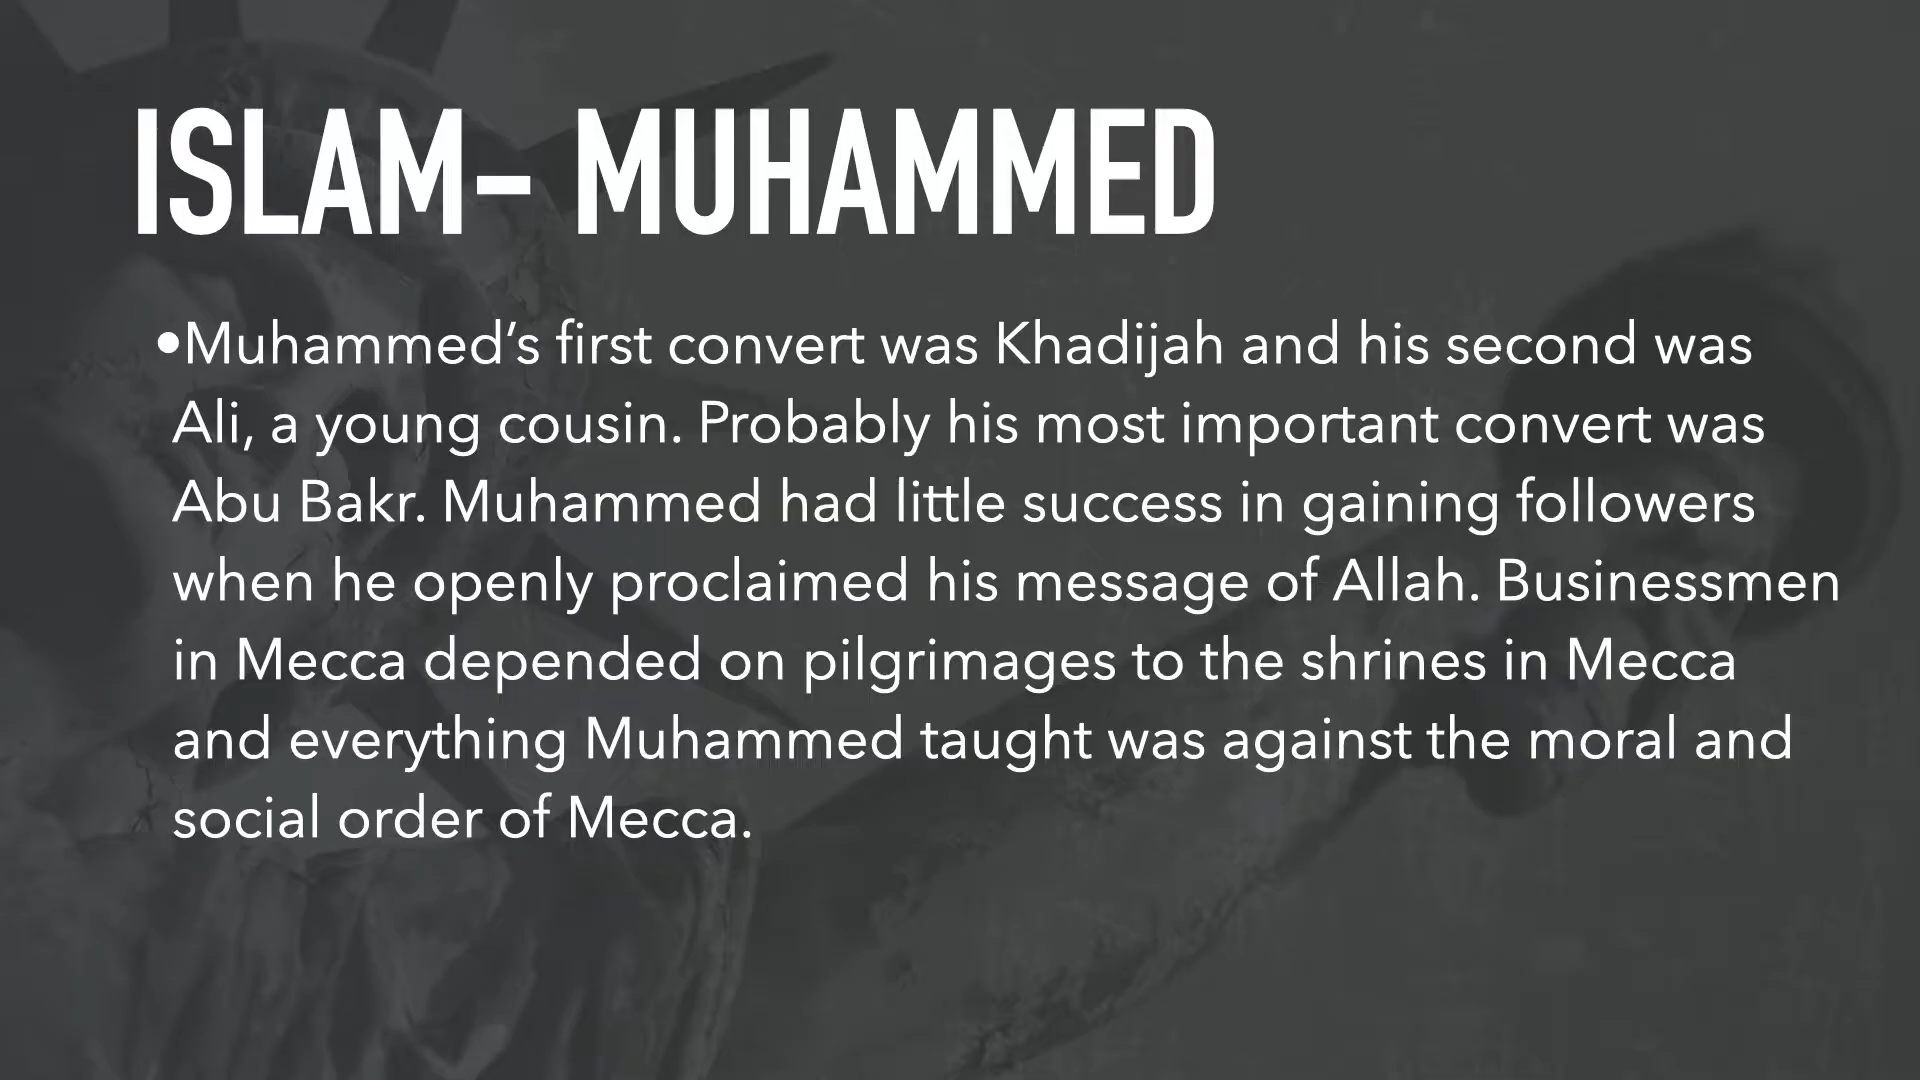 ISLAM– MUHAMMED
•Muhammed’s first convert was Khadijah and his second was
Ali, a young cousin. Probably his most important convert was
Abu Bakr. Muhammed had little success in gaining followers
when he openly proclaimed his message of Allah. Businessmen
in Mecca depended on pilgrimages to the shrines in Mecca
and everything Muhammed taught was against the moral and
social order of Mecca.